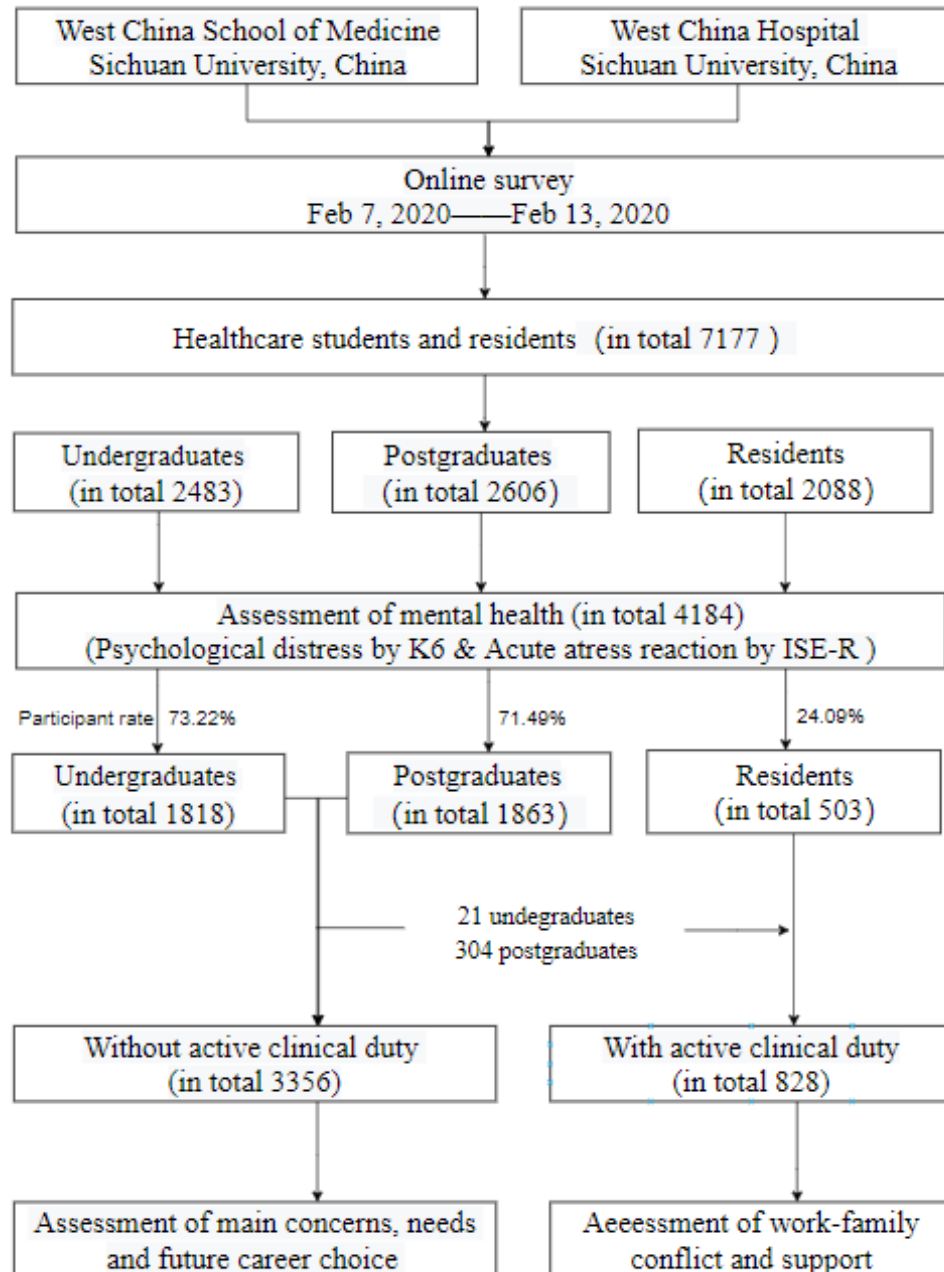 West China School of Medicine
Sichuan University, China
West China Hospital
Sichuan University, China
Online survey
Feb 7, 2020——Feb 13, 2020
Healthcare students and residents (in total 7177 )
Undergraduates
(in total 2483)
Postgraduates
(in total 2606)
Residents
(in total 2088)
Assessment of mental health (in total 4184)
(Psychological distress by K6 & Acute atress reaction by ISE-R )
Participant rate 73.22%
71.49%
24.09%
Undergraduates
(in total 1818)
Postgraduates
(in total 1863)
Residents
(in total 503)
21 undegraduates
304 postgraduates
Without active clinical duty
(in total 3356)
With active clinical duty
(in total 828)
Assessment of main concerns, needs
and future career choice
Aeeessment of work-family
conflict and support